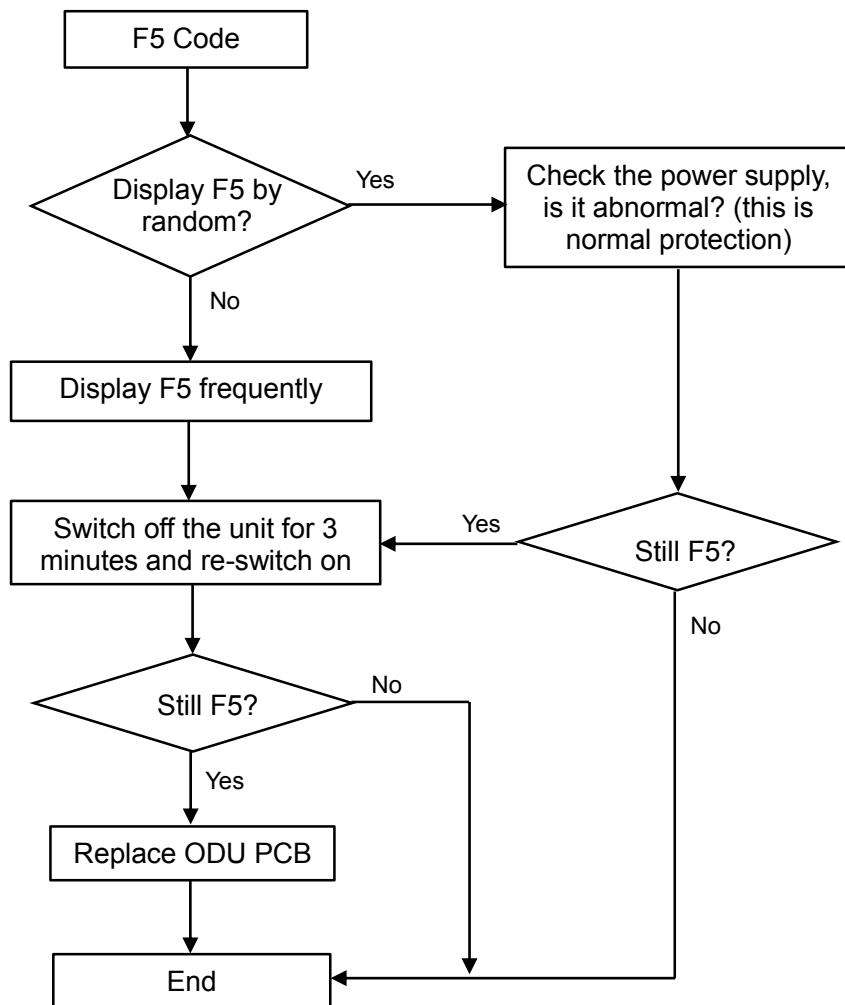 F5 Code
Display F5 by
random?
Yes
Check the power supply,
is it abnormal? (this is
normal protection)
No
Display F5 frequently
Switch off the unit for 3
minutes and re-switch on
Yes
Still F5?
No
Still F5?
No
Yes
Replace ODU PCB
End